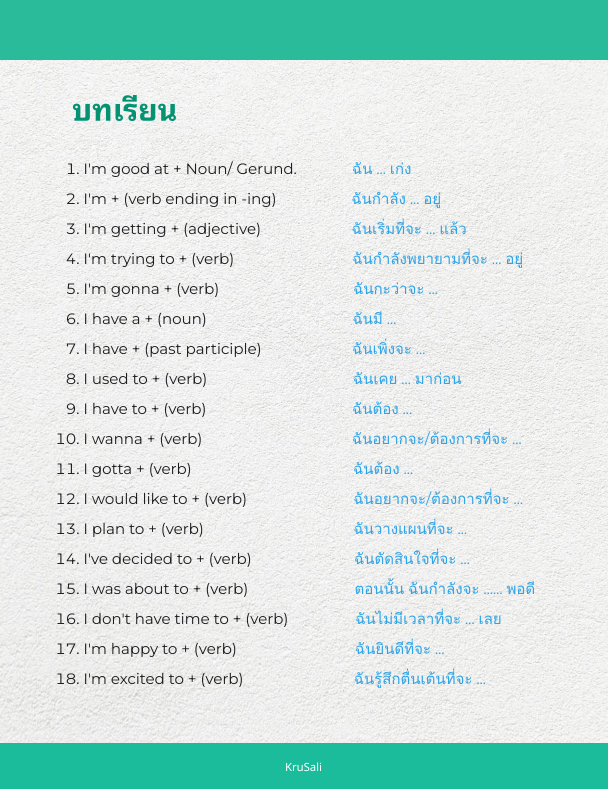 บทเรียน
1. I'm good at + Noun/ Gerund. ฉัน ... เก่ง
2. I'm + (verb ending in -ing) ฉันกำลัง ... อยู่
3. I'm getting + (adjective) ฉันเริ่มที่จะ ... แล้ว
4. I'm trying to + (verb) ฉันกำลังพยายามที่จะ ... อยู่
5. I'm gonna + (verb) ฉันกะว่าจะ ...
6. I have a + (noun) ฉันมี ...
7. I have + (past participle) ฉันเพิ่งจะ ...
8. I used to + (verb) ฉันเคย ... มาก่อน
9. I have to + (verb) ฉันต้อง ...
10. I wanna + (verb) ฉันอยากจะ/ต้องการที่จะ ...
11. I gotta + (verb) ฉันต้อง ...
12. I would like to + (verb) ฉันอยากจะ/ต้องการที่จะ ...
13. I plan to + (verb) ฉันวางแผนที่จะ ...
14. I've decided to + (verb) ฉันตัดสินใจที่จะ ...
15. I was about to + (verb) ตอนนั้น ฉันกำลังจะ ...... พอดี
16. I don't have time to + (verb) ฉันไม่มีเวลาที่จะ ... เลย
17. I'm happy to + (verb) ฉันยินดีที่จะ ...
18. I'm excited to + (verb) ฉันรู้สึกตื่นเต้นที่จะ ...
KruSali